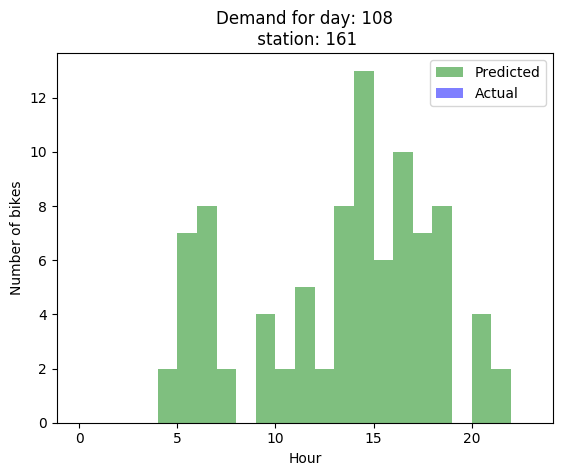 Demand for day: 108
station: 161
Predicted
Actual
Number of bikes
12
10
8
6
4
2
0
0
5
10
15
20
Hour